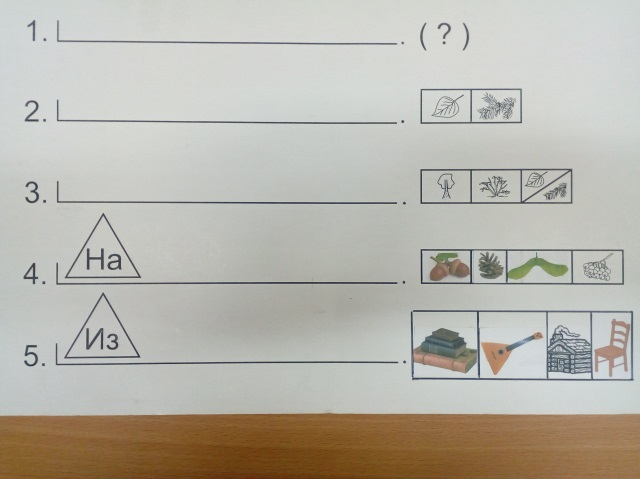 1. . ( ? )
2. .
3. .
На
4. .
Из
5. .